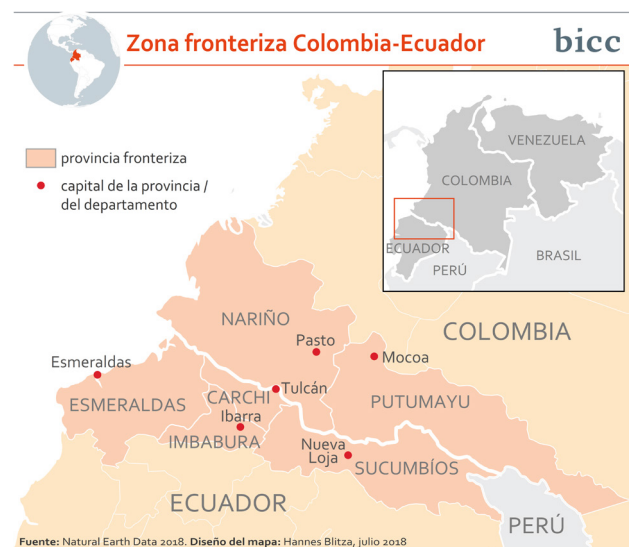 Zona fronteriza Colombia-Ecuador
bicc
provincia fronteriza
capital de la provincia /
del departamento
VENEZUELA
COLOMBIA
ECUADOR
BRASIL
PERÚ
NARIÑO
Pasto
COLOMBIA
Mocoa
Esmeraldas
Tulcán
CARCHI
ESMERALDAS
PUTUMAYU
Ibarra
IMBABURA
Nueva
Loja
SUCUMBÍOS
ECUADOR
PERÚ
Fuente: Natural Earth Data 2018. Diseño del mapa: Hannes Blitza, julio 2018